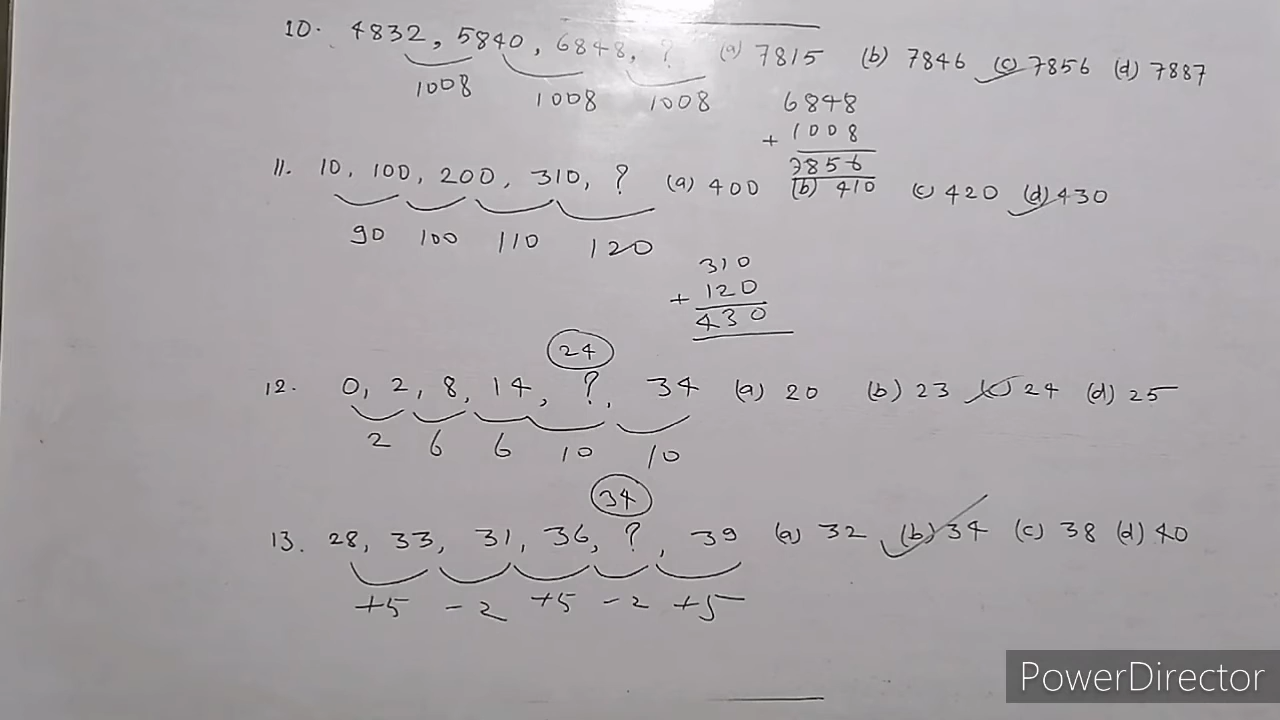 10. 4832, 5840, 6848, ? (a) 7815 (b) 7846 (c) 7856 (d) 7887
1008 1008 1008
6848
+ 1008
7856
11. 10, 100, 200, 310, ? (a) 400 (b) 410 (c) 420 (d) 430
90 100 110 120
310
+ 120
430
24
12. 0, 2, 8, 14, ?, 34 (a) 20 (b) 23 (c) 24 (d) 25
2 6 6 10 10
34
13. 28, 33, 31, 36, ?, 39 (a) 32 (b) 34 (c) 38 (d) 40
+5 -2 +5 -2 +5
PowerDirector